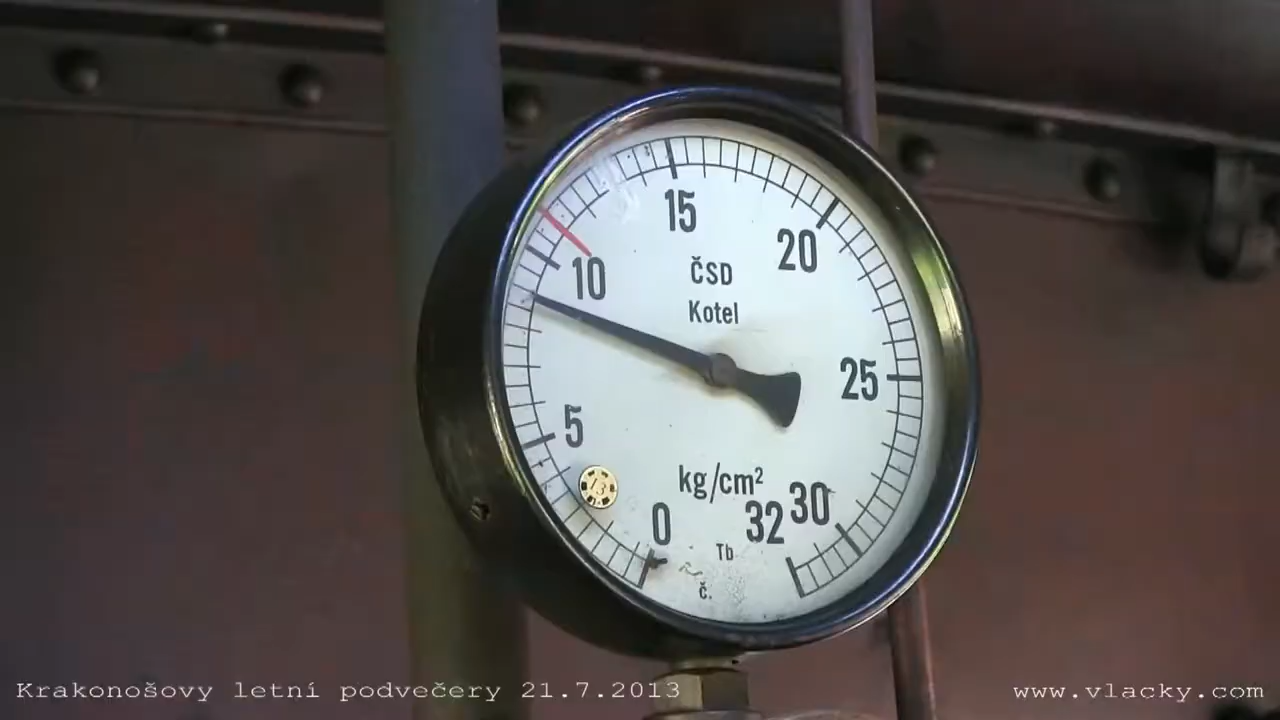 15
20
10
ČSD
Kotel
25
5
kg/cm²
0
32
30
Tb
č.
13
Krakonošovy letní podvečery 21.7.2013
www.vlacky.com